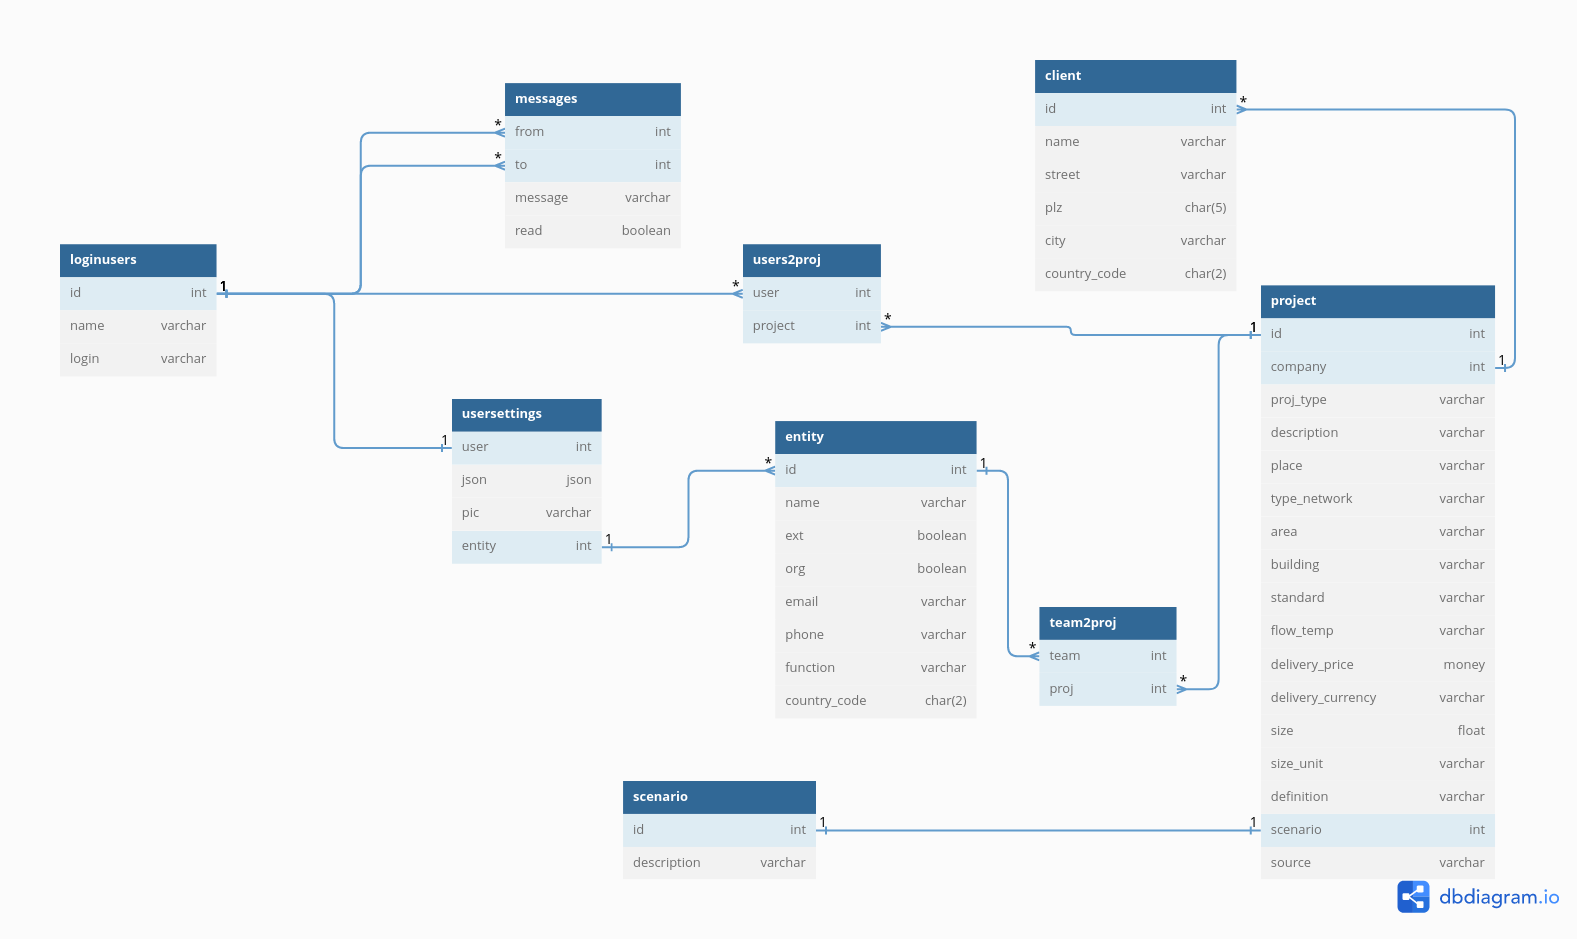 client
id int
name varchar
street varchar
plz char(5)
city varchar
country_code char(2)
*
messages
from int
to int
message varchar
read boolean
*
*
loginusers
id int
name varchar
login varchar
1
users2proj
user int
project int
*
*
project
id int
company int
proj_type varchar
description varchar
place varchar
type_network varchar
area varchar
building varchar
standard varchar
flow_temp varchar
delivery_price money
delivery_currency varchar
size float
size_unit varchar
definition varchar
scenario int
source varchar
1
1
1
usersettings
user int
json json
pic varchar
entity int
1
1
entity
id int
name varchar
ext boolean
org boolean
email varchar
phone varchar
function varchar
country_code char(2)
*
1
team2proj
team int
proj int
*
*
scenario
id int
description varchar
1
dbdiagram.io